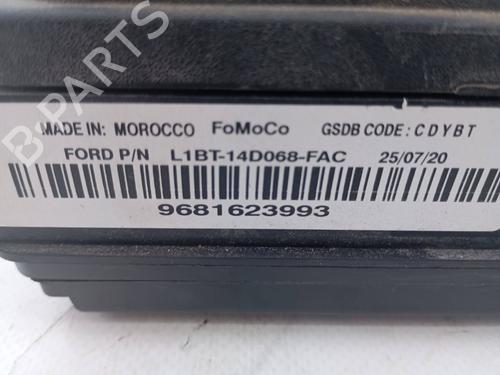 MADE IN: MOROCCO FoMoCo GSDB CODE: CDYBT
FORD P/N L1BT-14D068-FAC 25/07/20
9681623993
B-PARTS